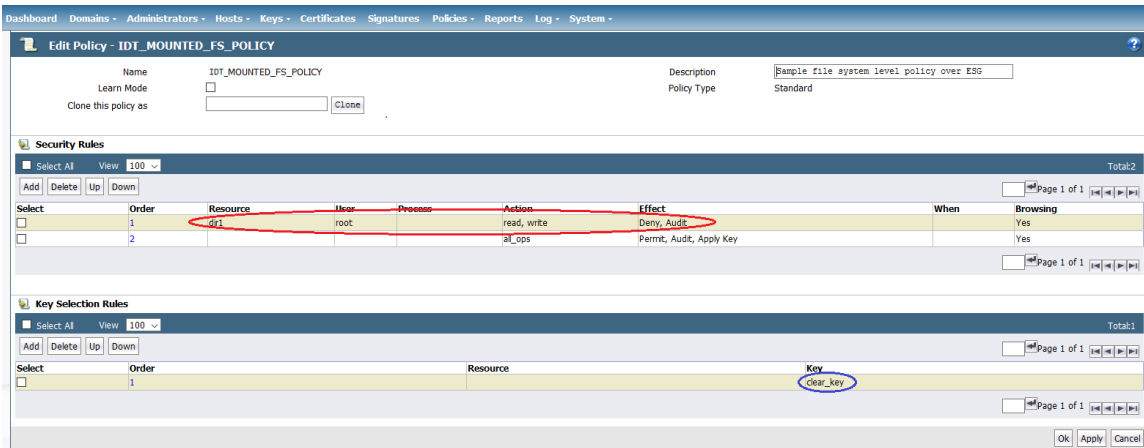 Dashboard Domains Administrators Hosts Keys Certificates Signatures Policies Reports Log System
Edit Policy - IDT_MOUNTED_FS_POLICY
Name IDT_MOUNTED_FS_POLICY Description Sample file system level policy over ESG
Learn Mode Policy Type Standard
Clone this policy as Clone
Security Rules
Select All View 100 Total:2
Add Delete Up Down Page 1 of 1
Select Order Resource User Process Action Effect When Browsing
1 dir1 root read, write Deny, Audit Yes
2 all_ops Permit, Audit, Apply Key Yes
Page 1 of 1
Key Selection Rules
Select All View 100 Total:1
Add Delete Up Down Page 1 of 1
Select Order Resource Key
1 clear_key
Page 1 of 1
Ok Apply Cancel